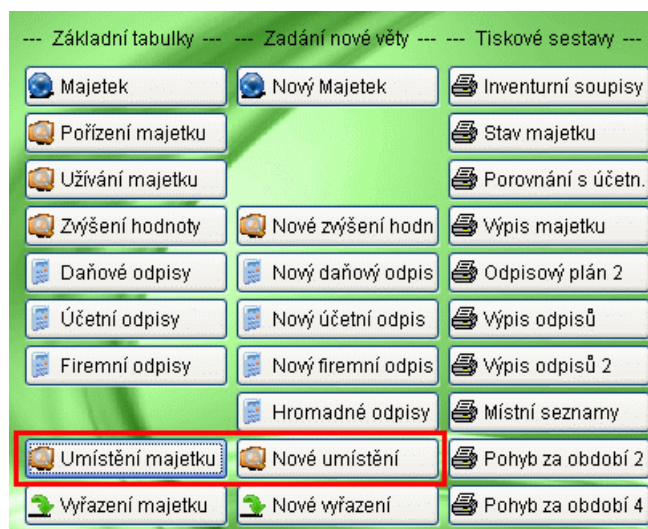 --- Základní tabulky --- --- Zadání nové věty --- --- Tiskové sestavy ---
Majetek Nový Majetek Inventurní soupisy
Pořízení majetku Stav majetku
Užívání majetku Porovnání s účetn.
Zvýšení hodnoty Nové zvýšení hodn Výpis majetku
Daňové odpisy Nový daňový odpis Odpisový plán 2
Účetní odpisy Nový účetní odpis Výpis odpisů
Firemní odpisy Nový firemní odpis Výpis odpisů 2
Hromadné odpisy Místní seznamy
Umístění majetku Nové umístění Pohyb za období 2
Vyřazení majetku Nové vyřazení Pohyb za období 4